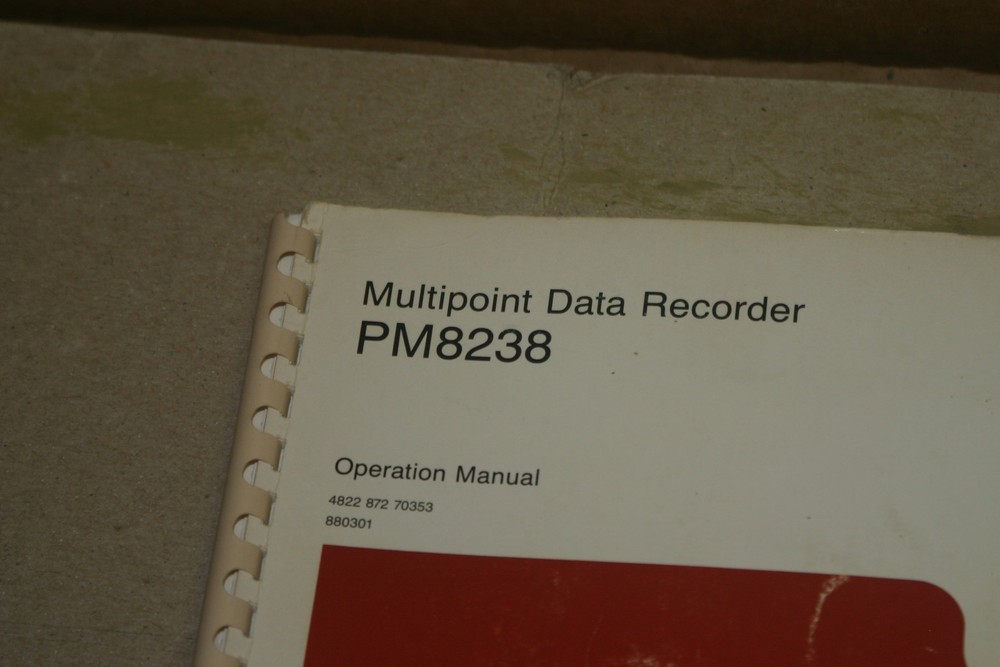 Multipoint Data Recorder
PM8238
Operation Manual
4822 872 70353
880301